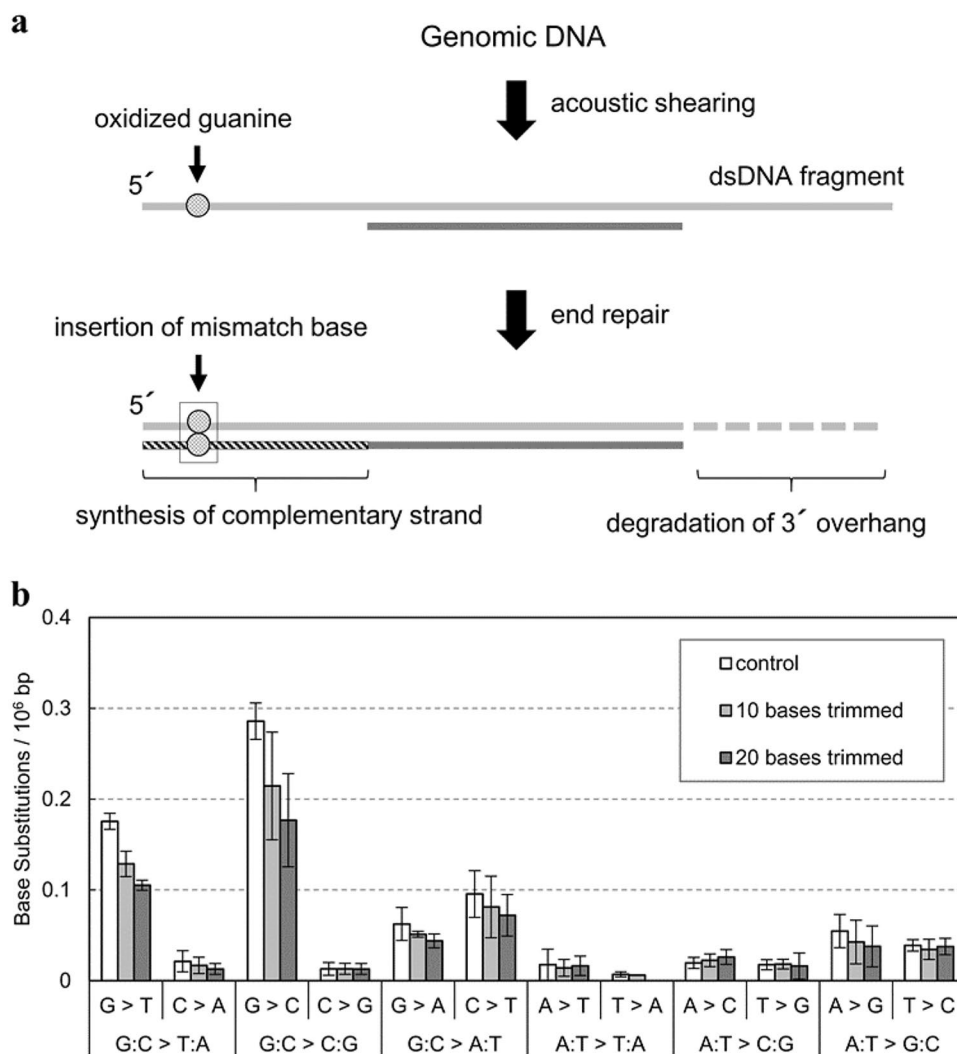 a
Genomic DNA
acoustic shearing
oxidized guanine
5´
dsDNA fragment
end repair
insertion of mismatch base
5´
synthesis of complementary strand
degradation of 3´ overhang
b
Base Substitutions / 10⁶ bp
0.4
0.3
0.2
0.1
0
control
10 bases trimmed
20 bases trimmed
G > T C > A G > C C > G G > A C > T A > T T > A A > C T > G A > G T > C
G:C > T:A G:C > C:G G:C > A:T A:T > T:A A:T > C:G A:T > G:C